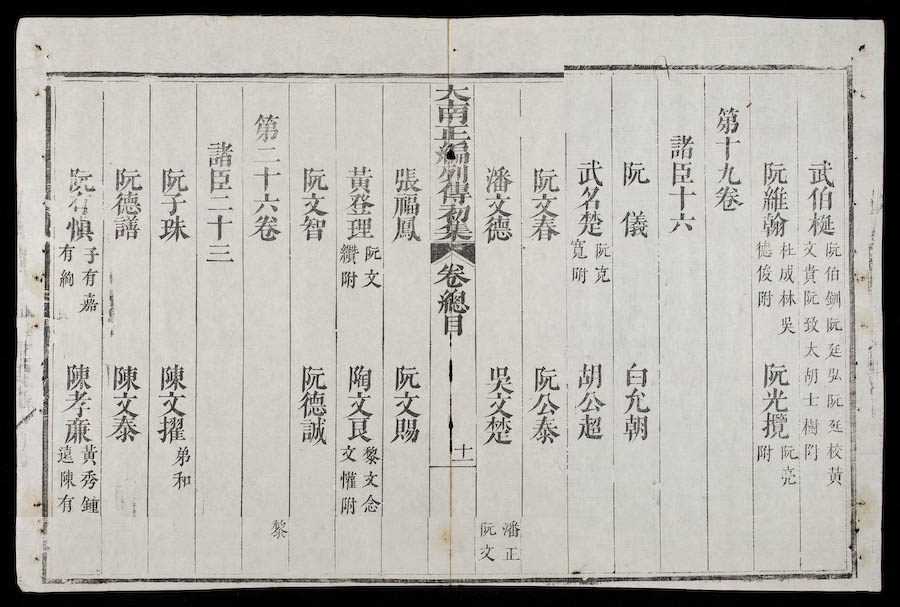 武伯梃 阮伯釧阮廷弘阮廷校黃文貴阮致大胡士樹附
阮維翰 杜成林吳德俊附 阮光攬 阮亮附
第十九卷
諸臣十六
阮儀 白允朝
武名楚 阮克寬附 胡公超
阮文春 阮公泰
潘文德 吳文楚 潘正阮文
大南正編列傳初集 卷總目 十一
張福鳳 阮文賜
黃登理 阮文纘附 陶文艮 黎文念文懽附
阮文智 阮德誠
第二十六卷 黎
諸臣二十三
阮子珠 陳文擢 弟和
阮德譜 陳文泰
阮有慎 子有嘉有絢 陳孝廉 黃秀鍾遠陳有